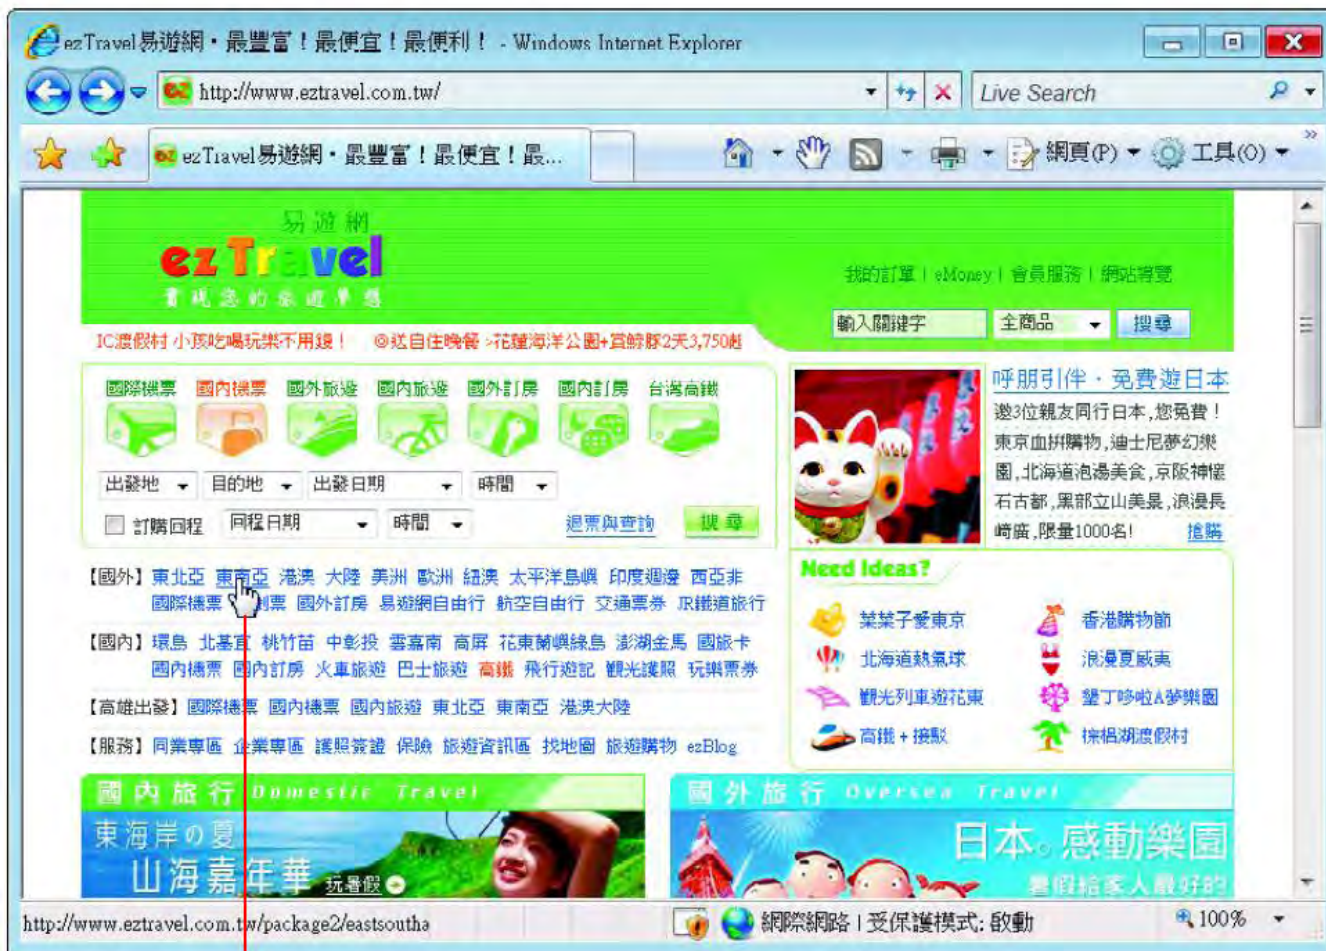 ezTravel易遊網‧最豐富！最便宜！最便利！ - Windows Internet Explorer
http://www.eztravel.com.tw/
Live Search
ezTravel易遊網‧最豐富！最便宜！最...
網頁(P) 工具(O)
易遊網
ezTravel
實現您的旅遊夢想
我的訂單 | eMoney | 會員服務 | 網站導覽
輸入關鍵字 全商品 搜尋
IC渡假村 小孩吃喝玩樂不用錢！ ◎送自住晚餐 >花蓮海洋公園+賞鯨豚2天3,750起
國際機票 國內機票 國外旅遊 國內旅遊 國外訂房 國內訂房 台灣高鐵
出發地 目的地 出發日期 時間
訂購回程 回程日期 時間 退票與查詢 搜尋
呼朋引伴‧免費遊日本
邀3位親友同行日本,您免費！
東京血拼購物,迪士尼夢幻樂
園,北海道泡湯美食,京阪神懷
石古都,黑部立山美景,浪漫長
崎廣,限量1000名! 搶購
【國外】東北亞 東南亞 港澳 大陸 美洲 歐洲 紐澳 太平洋島嶼 印度週邊 西亞非
國際機票 票 國外訂房 易遊網自由行 航空自由行 交通票券 JR鐵道旅行
【國內】環島 北基宜 桃竹苗 中彰投 雲嘉南 高屏 花東蘭嶼綠島 澎湖金馬 國旅卡
國內機票 國內訂房 火車旅遊 巴士旅遊 高鐵 飛行遊記 觀光護照 玩樂票券
【高雄出發】國際機票 國內機票 國內旅遊 東北亞 東南亞 港澳大陸
【服務】同業專區 企業專區 護照簽證 保險 旅遊資訊區 找地圖 旅遊購物 ezBlog
Need Ideas?
菜菜子愛東京 香港購物節
北海道熱氣球 浪漫夏威夷
觀光列車遊花東 墾丁哆啦A夢樂園
高鐵+接駁 棕梠湖渡假村
國內旅行 Domestic Travel
東海岸の夏
山海嘉年華 玩暑假
國外旅行 Oversea Travel
日本。感動樂園
暑假給家人最好的
http://www.eztravel.com.tw/package2/eastsoutha
網際網路 | 受保護模式: 啟動
100%